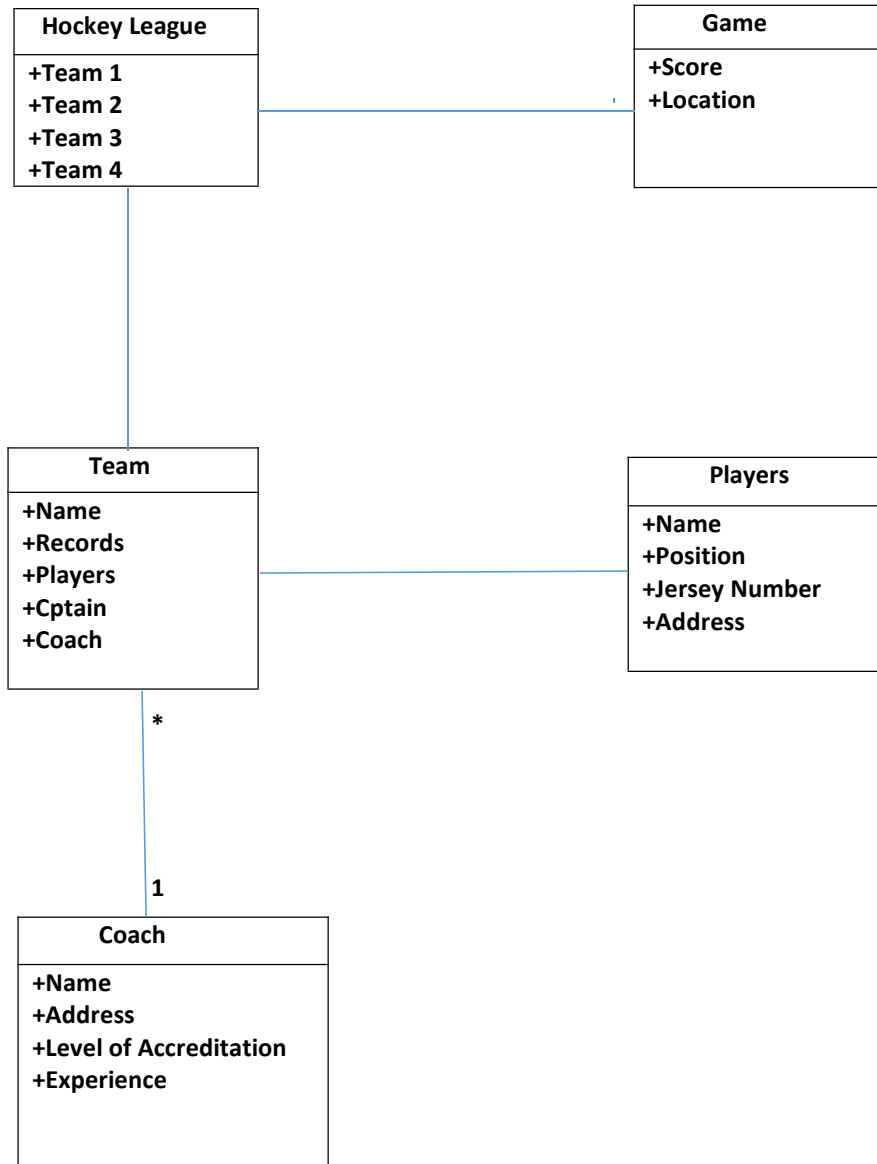 Hockey League
+Team 1
+Team 2
+Team 3
+Team 4
Game
+Score
+Location
Team
+Name
+Records
+Players
+Cptain
+Coach
Players
+Name
+Position
+Jersey Number
+Address
*
1
Coach
+Name
+Address
+Level of Accreditation
+Experience